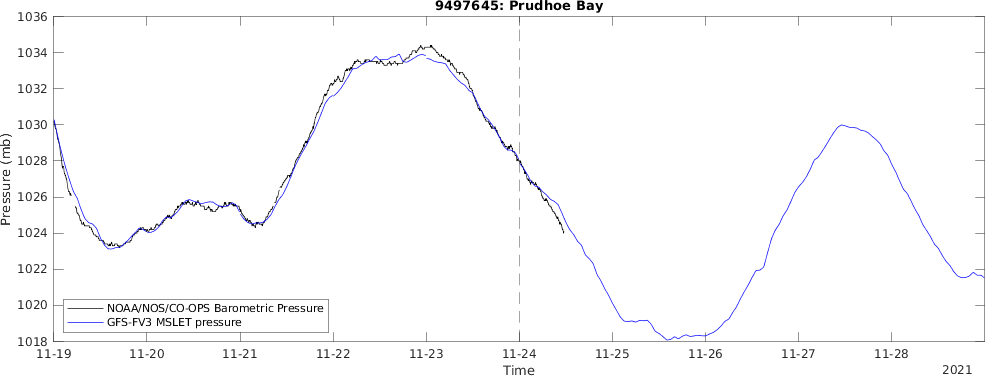 9497645: Prudhoe Bay
1036
1034
1032
1030
1028
1026
1024
1022
1020
1018
Pressure (mb)
NOAA/NOS/CO-OPS Barometric Pressure
GFS-FV3 MSLET pressure
11-19 11-20 11-21 11-22 11-23 11-24 11-25 11-26 11-27 11-28
Time
2021